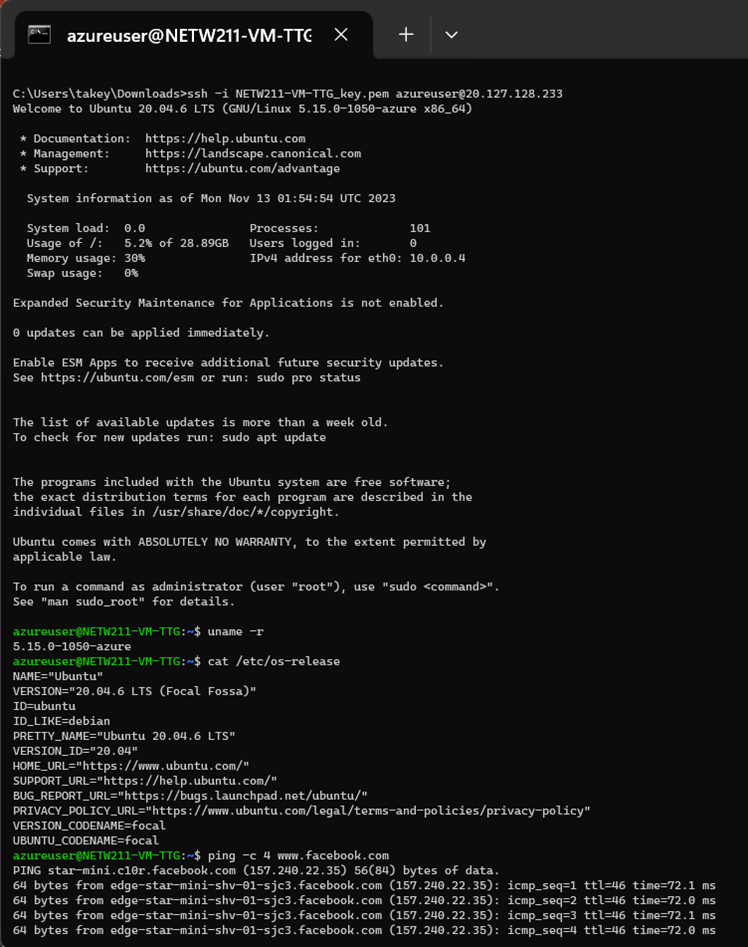 azureuser@NETW211-VM-TTG
C:\Users\takey\Downloads>ssh -i NETW211-VM-TTG_key.pem azureuser@20.127.128.233
Welcome to Ubuntu 20.04.6 LTS (GNU/Linux 5.15.0-1050-azure x86_64)
* Documentation:  https://help.ubuntu.com
* Management:     https://landscape.canonical.com
* Support:        https://ubuntu.com/advantage
System information as of Mon Nov 13 01:54:54 UTC 2023
System load:  0.0               Processes:             101
Usage of /:   5.2% of 28.89GB   Users logged in:       0
Memory usage: 30%               IPv4 address for eth0: 10.0.0.4
Swap usage:   0%
Expanded Security Maintenance for Applications is not enabled.
0 updates can be applied immediately.
Enable ESM Apps to receive additional future security updates.
See https://ubuntu.com/esm or run: sudo pro status
The list of available updates is more than a week old.
To check for new updates run: sudo apt update
The programs included with the Ubuntu system are free software;
the exact distribution terms for each program are described in the
individual files in /usr/share/doc/*/copyright.
Ubuntu comes with ABSOLUTELY NO WARRANTY, to the extent permitted by
applicable law.
To run a command as administrator (user "root"), use "sudo <command>".
See "man sudo_root" for details.
azureuser@NETW211-VM-TTG:~$ uname -r
5.15.0-1050-azure
azureuser@NETW211-VM-TTG:~$ cat /etc/os-release
NAME="Ubuntu"
VERSION="20.04.6 LTS (Focal Fossa)"
ID=ubuntu
ID_LIKE=debian
PRETTY_NAME="Ubuntu 20.04.6 LTS"
VERSION_ID="20.04"
HOME_URL="https://www.ubuntu.com/"
SUPPORT_URL="https://help.ubuntu.com/"
BUG_REPORT_URL="https://bugs.launchpad.net/ubuntu/"
PRIVACY_POLICY_URL="https://www.ubuntu.com/legal/terms-and-policies/privacy-policy"
VERSION_CODENAME=focal
UBUNTU_CODENAME=focal
azureuser@NETW211-VM-TTG:~$ ping -c 4 www.facebook.com
PING star-mini.c10r.facebook.com (157.240.22.35) 56(84) bytes of data.
64 bytes from edge-star-mini-shv-01-sjc3.facebook.com (157.240.22.35): icmp_seq=1 ttl=46 time=72.1 ms
64 bytes from edge-star-mini-shv-01-sjc3.facebook.com (157.240.22.35): icmp_seq=2 ttl=46 time=72.0 ms
64 bytes from edge-star-mini-shv-01-sjc3.facebook.com (157.240.22.35): icmp_seq=3 ttl=46 time=72.1 ms
64 bytes from edge-star-mini-shv-01-sjc3.facebook.com (157.240.22.35): icmp_seq=4 ttl=46 time=72.0 ms